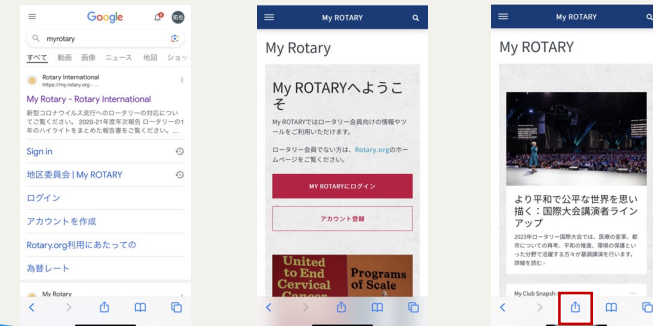 Google
myrotary
すべて 動画 画像 ニュース 地図 ショッ
Rotary International
https://my.rotary.org › ...
My Rotary - Rotary International
新型コロナウイルス流行へのロータリーの対応につい
てご覧ください。 2020-21年度年次報告 ロータリーの1
年のハイライトをまとめた報告書をご覧ください。...
Sign in
地区委員会 | My ROTARY
ログイン
アカウントを作成
Rotary.org利用にあたっての
為替レート
My Rotary
My ROTARY
My Rotary
My ROTARYへようこ
そ
My ROTARYではロータリー会員向けの情報やツ
ールをご利用いただけます。
ロータリー会員でない方は、Rotary.orgのホー
ムページをご覧ください。
MY ROTARYにログイン
アカウント登録
United
to End
Cervical
Cancer
Programs
of Scale
My ROTARY
My ROTARY
より平和で公平な世界を思い
描く：国際大会講演者ライン
アップ
2023年ロータリー国際大会では、医療の変革、都
市についての再考、平和の推進、環境の保護とい
った分野で活躍する方々が基調講演を行います。
詳細を読む ›
My Club Snapsh